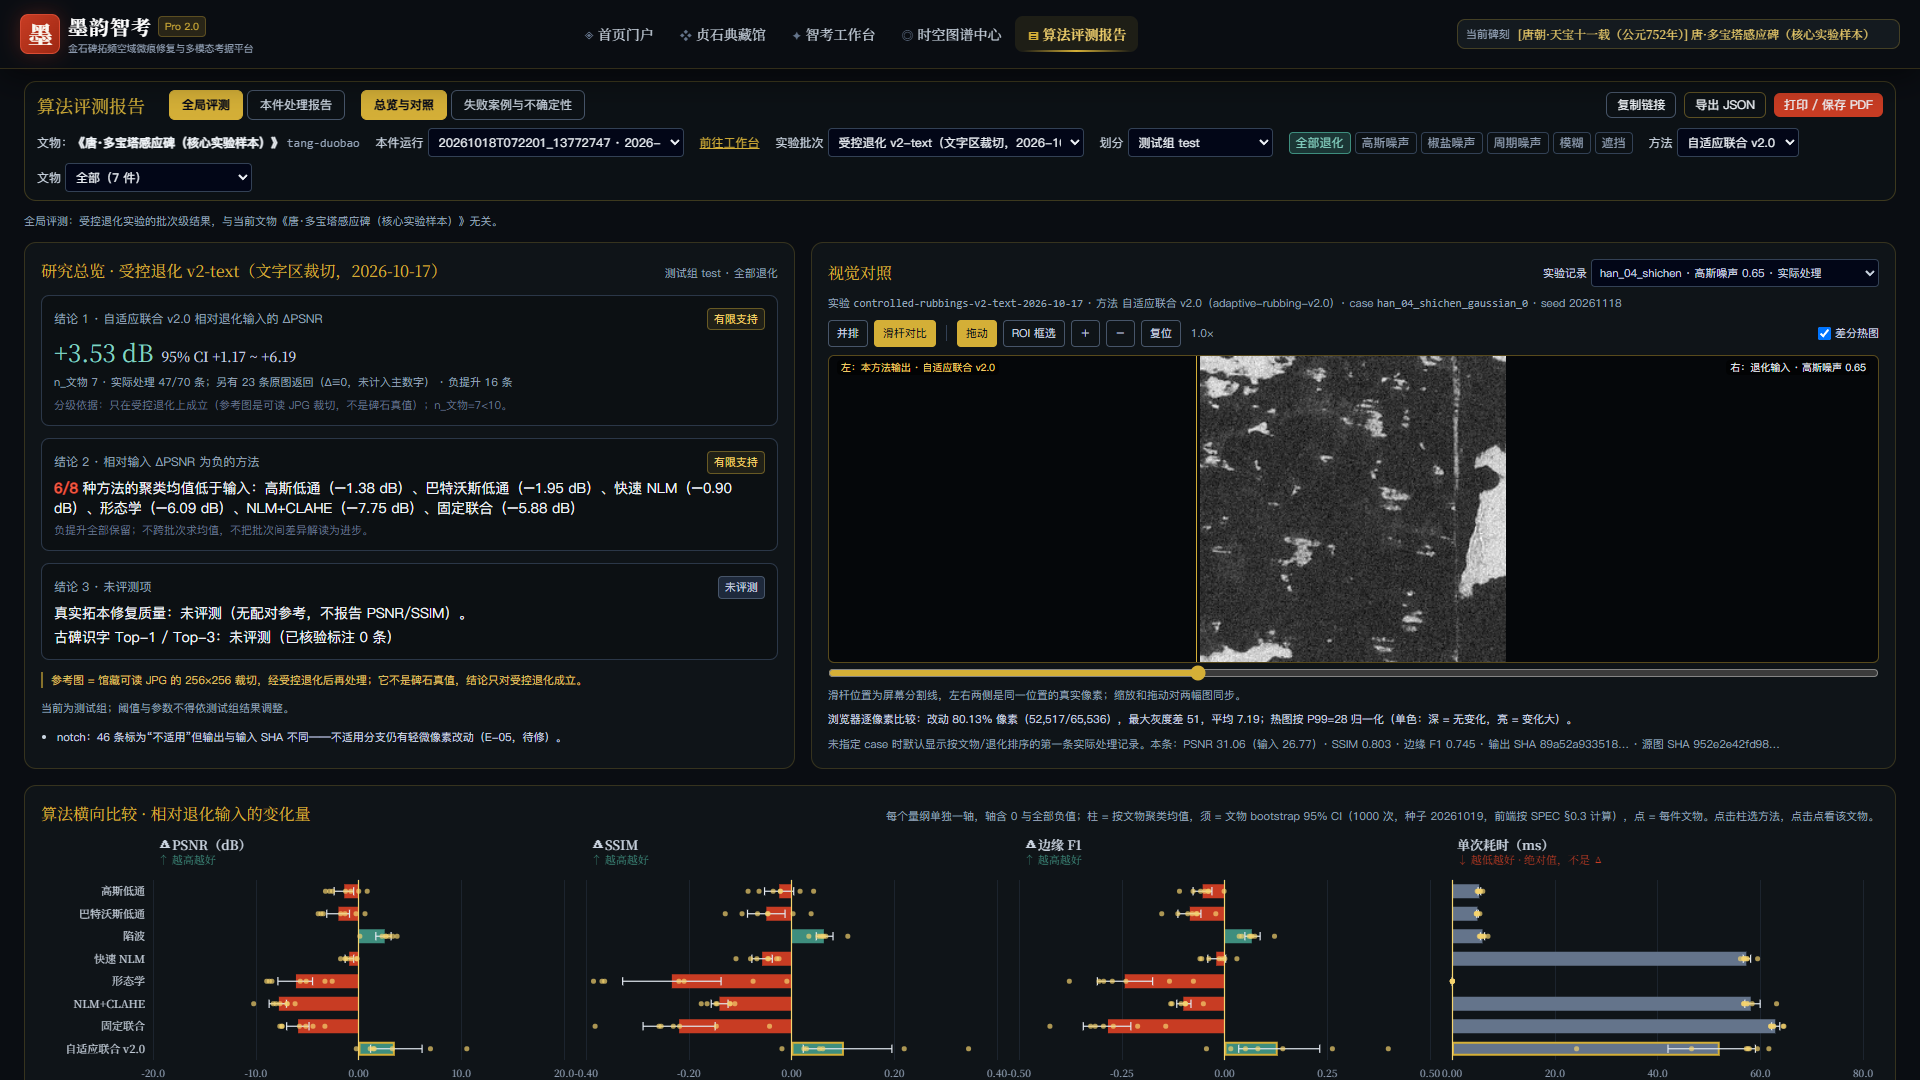 墨 墨韵智考 Pro 2.0
金石碑拓频空域微痕修复与多模态考据平台
首页门户 贞石典藏馆 智考工作台 时空图谱中心 算法评测报告
当前碑刻 [唐朝·天宝十一载（公元752年）] 唐·多宝塔感应碑（核心实验样本）
算法评测报告 全局评测 本件处理报告 总览与对照 失败案例与不确定性 复制链接 导出 JSON 打印 / 保存 PDF
文物：《唐·多宝塔感应碑（核心实验样本）》 tang-duobao 本件运行 20261018T072201_13772747 · 2026- 前往工作台 实验批次 受控退化 v2-text（文字区裁切，2026-1 划分 测试组 test 全部退化 高斯噪声 椒盐噪声 周期噪声 模糊 遮挡 方法 自适应联合 v2.0
文物 全部（7 件）
全局评测：受控退化实验的批次级结果，与当前文物《唐·多宝塔感应碑（核心实验样本）》无关。
研究总览 · 受控退化 v2-text（文字区裁切，2026-10-17） 测试组 test · 全部退化
结论 1 · 自适应联合 v2.0 相对退化输入的 ΔPSNR 有限支持
+3.53 dB 95% CI +1.17 ~ +6.19
n_文物 7 · 实际处理 47/70 条；另有 23 条原图返回（Δ≡0，未计入主数字） · 负提升 16 条
分级依据：只在受控退化上成立（参考图是可读 JPG 裁切，不是碑石真值）；n_文物=7<10。
结论 2 · 相对输入 ΔPSNR 为负的方法 有限支持
6/8 种方法的聚类均值低于输入：高斯低通（−1.38 dB）、巴特沃斯低通（−1.95 dB）、快速 NLM（−0.90
dB）、形态学（−6.09 dB）、NLM+CLAHE（−7.75 dB）、固定联合（−5.88 dB）
负提升全部保留；不跨批次求均值，不把批次间差异解读为进步。
结论 3 · 未评测项 未评测
真实拓本修复质量：未评测（无配对参考，不报告 PSNR/SSIM）。
古碑识字 Top-1 / Top-3：未评测（已核验标注 0 条）
参考图 = 馆藏可读 JPG 的 256×256 裁切，经受控退化后再处理；它不是碑石真值，结论只对受控退化成立。
当前为测试组；阈值与参数不得依测试组结果调整。
• notch：46 条标为“不适用”但输出与输入 SHA 不同——不适用分支仍有轻微像素改动（E-05，待修）。
视觉对照 实验记录 han_04_shichen · 高斯噪声 0.65 · 实际处理
实验 controlled-rubbings-v2-text-2026-10-17 · 方法 自适应联合 v2.0（adaptive-rubbing-v2.0） · case han_04_shichen_gaussian_0 · seed 20261118
并排 滑杆对比 拖动 ROI 框选 + − 复位 1.0× 差分热图
左：本方法输出 · 自适应联合 v2.0 右：退化输入 · 高斯噪声 0.65
滑杆位置为屏幕分割线，左右两侧是同一位置的真实像素；缩放和拖动对两幅图同步。
浏览器逐像素比较：改动 80.13% 像素（52,517/65,536），最大灰度差 51，平均 7.19；热图按 P99=28 归一化（单色：深 = 无变化，亮 = 变化大）。
未指定 case 时默认显示按文物/退化排序的第一条实际处理记录。本条：PSNR 31.06（输入 26.77） · SSIM 0.803 · 边缘 F1 0.745 · 输出 SHA 89a52a933518… · 源图 SHA 952e2e42fd98…
算法横向比较 · 相对退化输入的变化量 每个量纲单独一轴，轴含 0 与全部负值；柱 = 按文物聚类均值，须 = 文物 bootstrap 95% CI（1000 次，种子 20261019，前端按 SPEC §0.3 计算），点 = 每件文物。点击柱选方法，点击点看该文物。
ΔPSNR（dB） ΔSSIM Δ边缘 F1 单次耗时（ms）
↑ 越高越好 ↑ 越高越好 ↑ 越高越好 ↓ 越低越好 · 绝对值，不足 Δ
高斯低通
巴特沃斯低通
陷波
快速 NLM
形态学
NLM+CLAHE
固定联合
自适应联合 v2.0
-20.0 -10.0 0.00 10.0 20.0 -0.40 -0.20 0.00 0.20 0.40 -0.50 -0.25 0.00 0.25 0.50 0.00 20.0 40.0 60.0 80.0